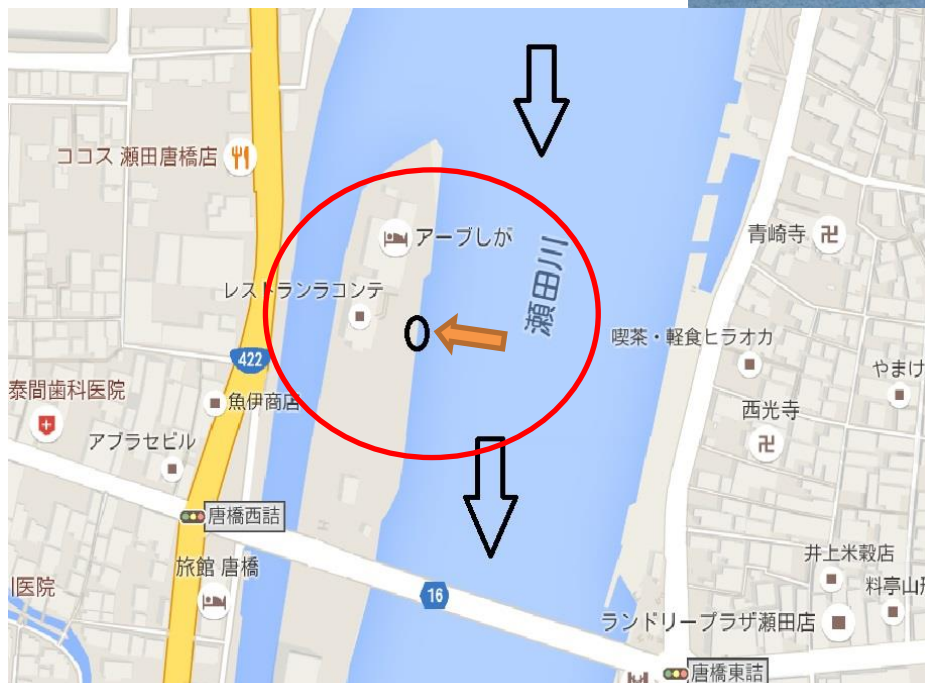 ココス 瀬田唐橋店
アーブしが
青崎寺
レストランラコンテ
瀬田川
喫茶・軽食ヒラオカ
422
やまけ
泰間歯科医院
魚伊商店
西光寺
アブラセビル
唐橋西詰
井上米穀店
旅館 唐橋
医院
16
料亭山形
ランドリープラザ瀬田店
唐橋東詰